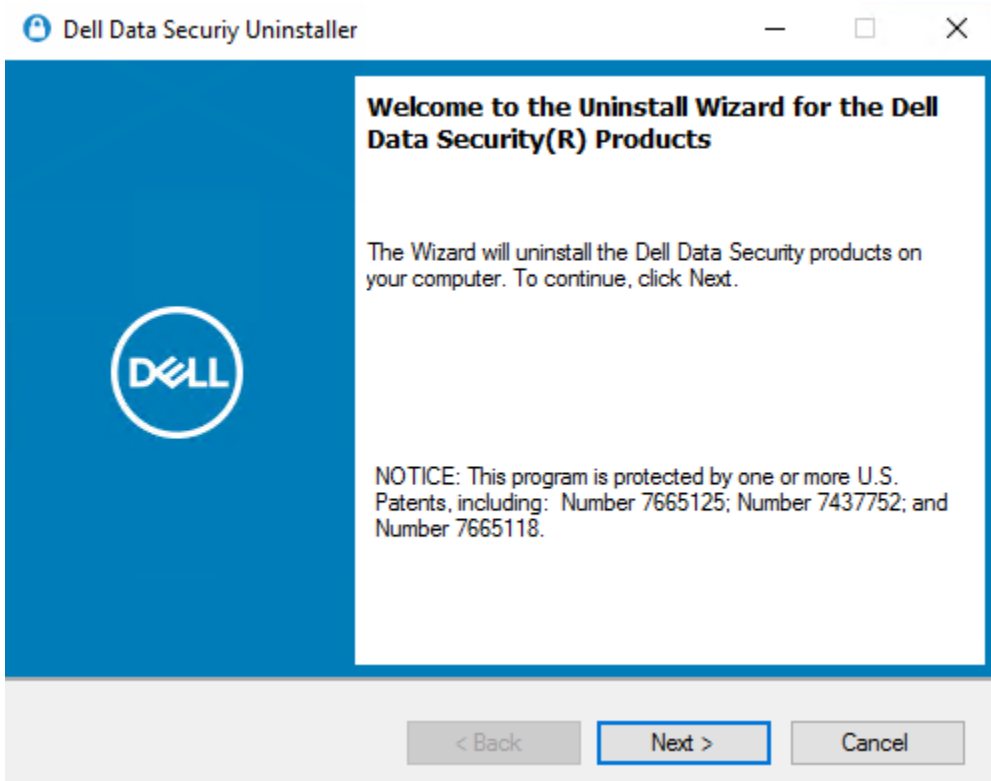 Dell Data Securiy Uninstaller
Welcome to the Uninstall Wizard for the Dell
Data Security(R) Products
The Wizard will uninstall the Dell Data Security products on
your computer. To continue, click Next.
DELL
NOTICE: This program is protected by one or more U.S.
Patents, including:  Number 7665125; Number 7437752; and
Number 7665118.
< Back
Next >
Cancel